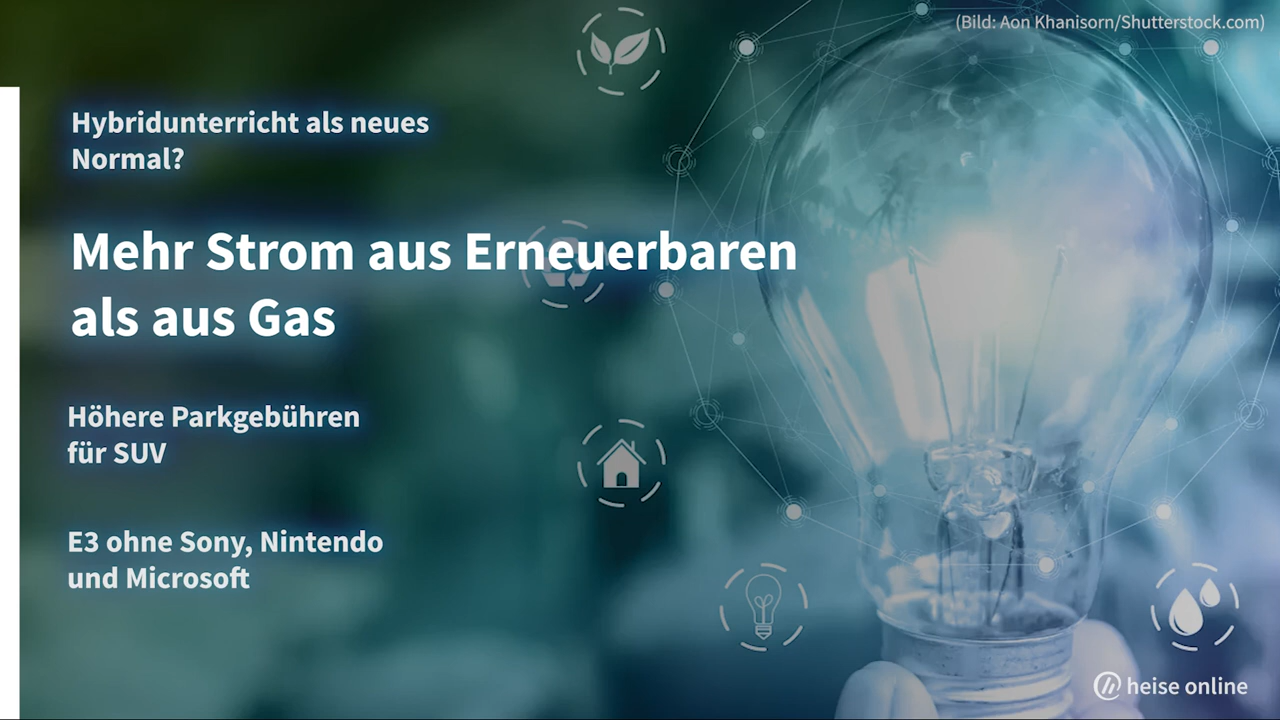 (Bild: Aon Khanisorn/Shutterstock.com)
Hybridunterricht als neues
Normal?
Mehr Strom aus Erneuerbaren
als aus Gas
Höhere Parkgebühren
für SUV
E3 ohne Sony, Nintendo
und Microsoft
heise online